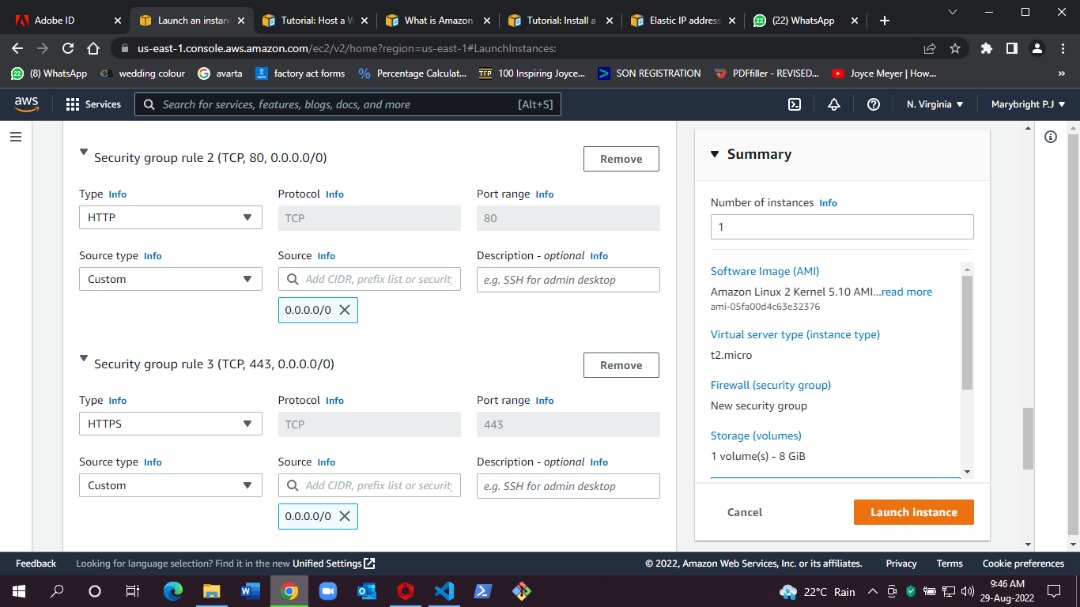 Adobe ID
Launch an instan
Tutorial: Host a W
What is Amazon
Tutorial: Install a
Elastic IP address
(22) WhatsApp
us-east-1.console.aws.amazon.com/ec2/v2/home?region=us-east-1#LaunchInstances:
(8) WhatsApp
wedding colour
avarta
factory act forms
Percentage Calculat...
100 Inspiring Joyce...
SON REGISTRATION
PDFfiller - REVISED...
Joyce Meyer | How...
»
aws
Services
Search for services, features, blogs, docs, and more
[Alt+S]
N. Virginia
Marybright P.J
Security group rule 2 (TCP, 80, 0.0.0.0/0)
Remove
Type Info
Protocol Info
Port range Info
HTTP
TCP
80
Source type Info
Source Info
Description - optional Info
Custom
Add CIDR, prefix list or securit
e.g. SSH for admin desktop
0.0.0.0/0
Security group rule 3 (TCP, 443, 0.0.0.0/0)
Remove
Type Info
Protocol Info
Port range Info
HTTPS
TCP
443
Source type Info
Source Info
Description - optional Info
Custom
Add CIDR, prefix list or securit
e.g. SSH for admin desktop
0.0.0.0/0
Summary
Number of instances Info
1
Software Image (AMI)
Amazon Linux 2 Kernel 5.10 AMI...read more
ami-05fa00d4c63e32376
Virtual server type (instance type)
t2.micro
Firewall (security group)
New security group
Storage (volumes)
1 volume(s) - 8 GiB
Cancel
Launch instance
Feedback
Looking for language selection? Find it in the new Unified Settings
© 2022, Amazon Web Services, Inc. or its affiliates.
Privacy
Terms
Cookie preferences
22°C Rain
9:46 AM
29-Aug-2022